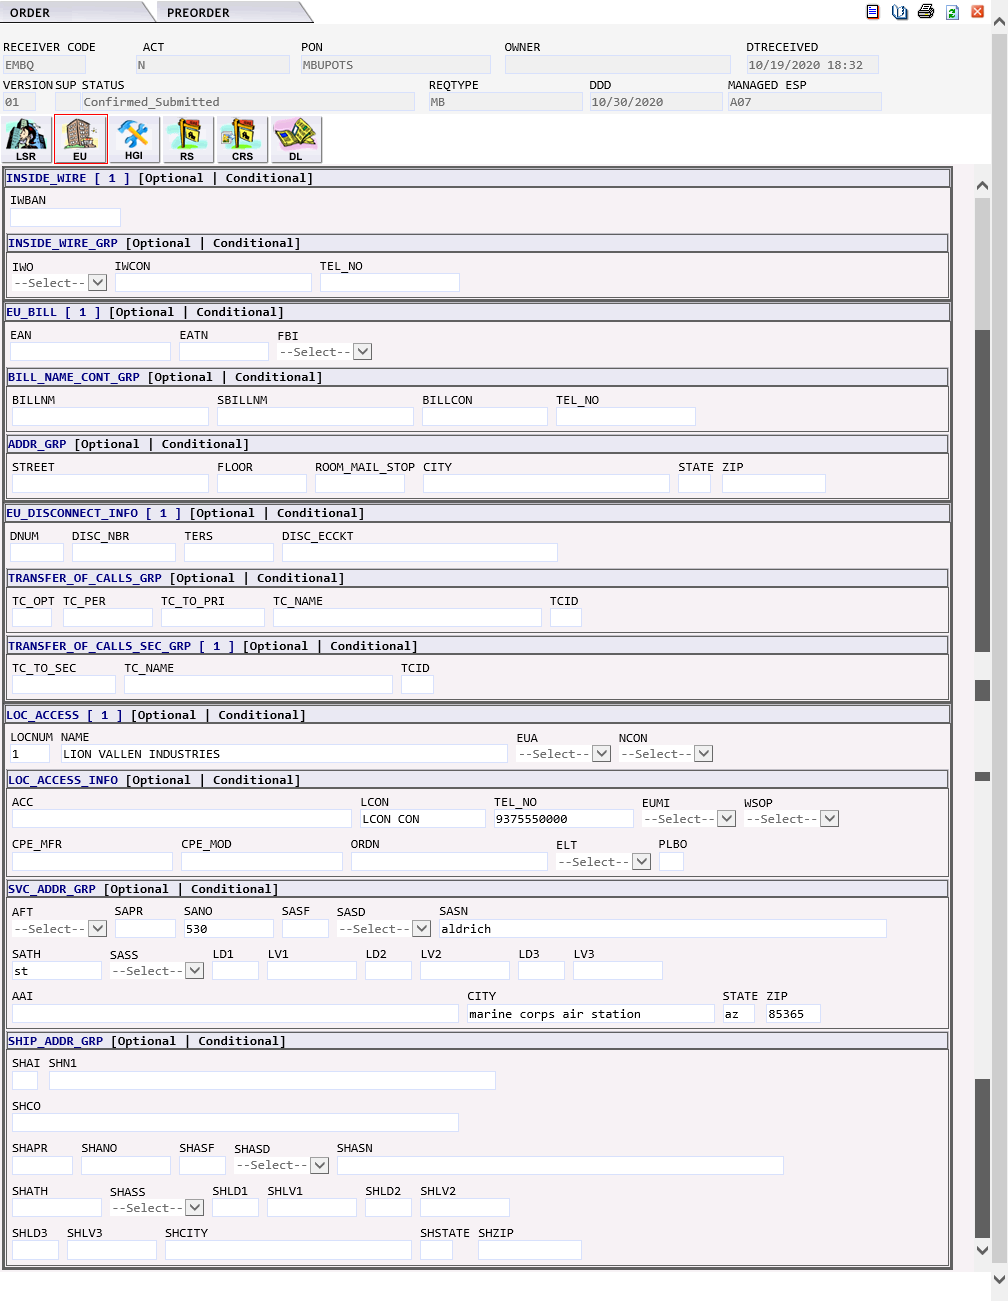 ORDER PREORDER
RECEIVER CODE ACT PON OWNER DTRECEIVED
EMBQ N MBUPOTS 10/19/2020 18:32
VERSION SUP STATUS REQTYPE DDD MANAGED ESP
01 Confirmed_Submitted MB 10/30/2020 A07
LSR EU HGI RS CRS DL
INSIDE_WIRE [ 1 ] [Optional | Conditional]
IWBAN
INSIDE_WIRE_GRP [Optional | Conditional]
IWO IWCON TEL_NO
--Select--
EU_BILL [ 1 ] [Optional | Conditional]
EAN EATN FBI
--Select--
BILL_NAME_CONT_GRP [Optional | Conditional]
BILLNM SBILLNM BILLCON TEL_NO
ADDR_GRP [Optional | Conditional]
STREET FLOOR ROOM_MAIL_STOP CITY STATE ZIP
EU_DISCONNECT_INFO [ 1 ] [Optional | Conditional]
DNUM DISC_NBR TERS DISC_ECCKT
TRANSFER_OF_CALLS_GRP [Optional | Conditional]
TC_OPT TC_PER TC_TO_PRI TC_NAME TCID
TRANSFER_OF_CALLS_SEC_GRP [ 1 ] [Optional | Conditional]
TC_TO_SEC TC_NAME TCID
LOC_ACCESS [ 1 ] [Optional | Conditional]
LOCNUM NAME EUA NCON
1 LION VALLEN INDUSTRIES --Select-- --Select--
LOC_ACCESS_INFO [Optional | Conditional]
ACC LCON TEL_NO EUMI WSOP
LCON CON 9375550000 --Select-- --Select--
CPE_MFR CPE_MOD ORDN ELT PLBO
--Select--
SVC_ADDR_GRP [Optional | Conditional]
AFT SAPR SANO SASF SASD SASN
--Select-- 530 --Select-- aldrich
SATH SASS LD1 LV1 LD2 LV2 LD3 LV3
st --Select--
AAI CITY STATE ZIP
marine corps air station az 85365
SHIP_ADDR_GRP [Optional | Conditional]
SHAI SHN1
SHCO
SHAPR SHANO SHASF SHASD SHASN
--Select--
SHATH SHASS SHLD1 SHLV1 SHLD2 SHLV2
--Select--
SHLD3 SHLV3 SHCITY SHSTATE SHZIP